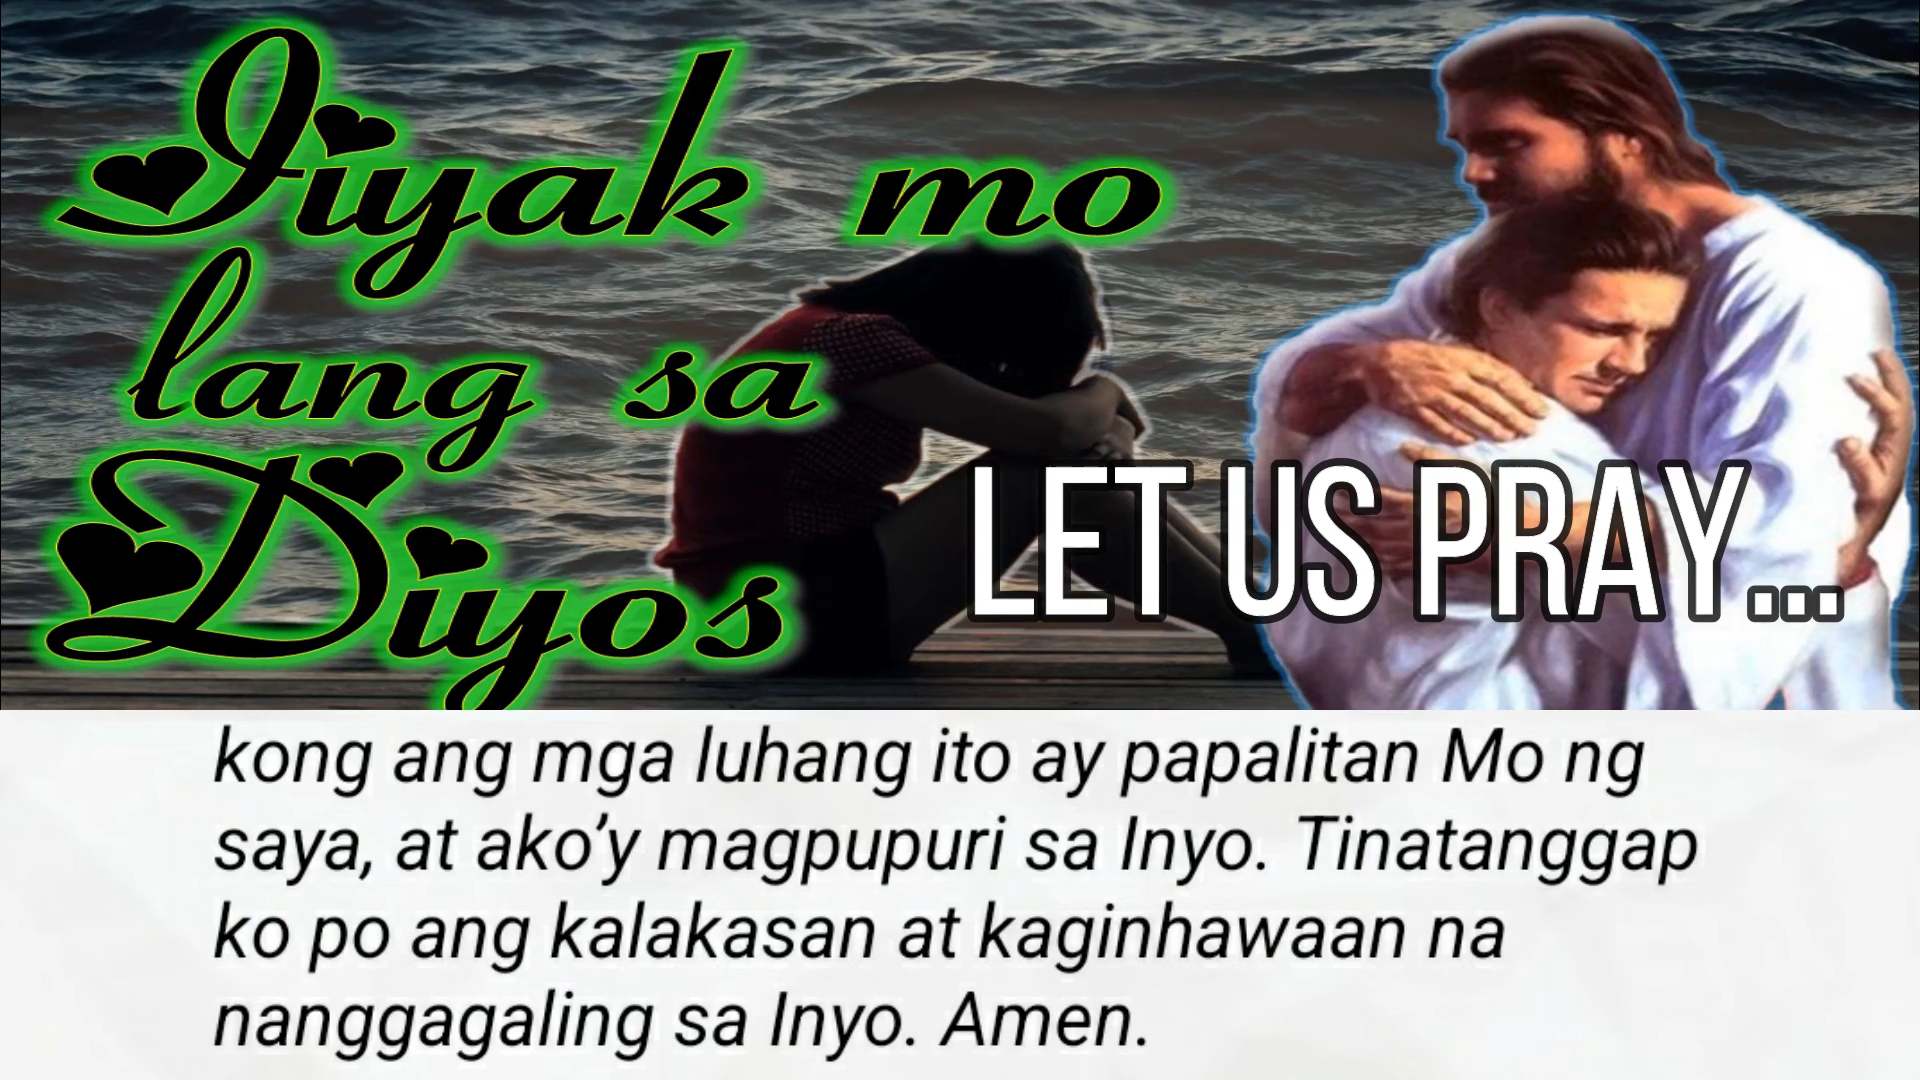 Iiyak mo
lang sa
Diyos
LET US PRAY...
kong ang mga luhang ito ay papalitan Mo ng
saya, at ako’y magpupuri sa Inyo. Tinatanggap
ko po ang kalakasan at kaginhawaan na
nanggagaling sa Inyo. Amen.